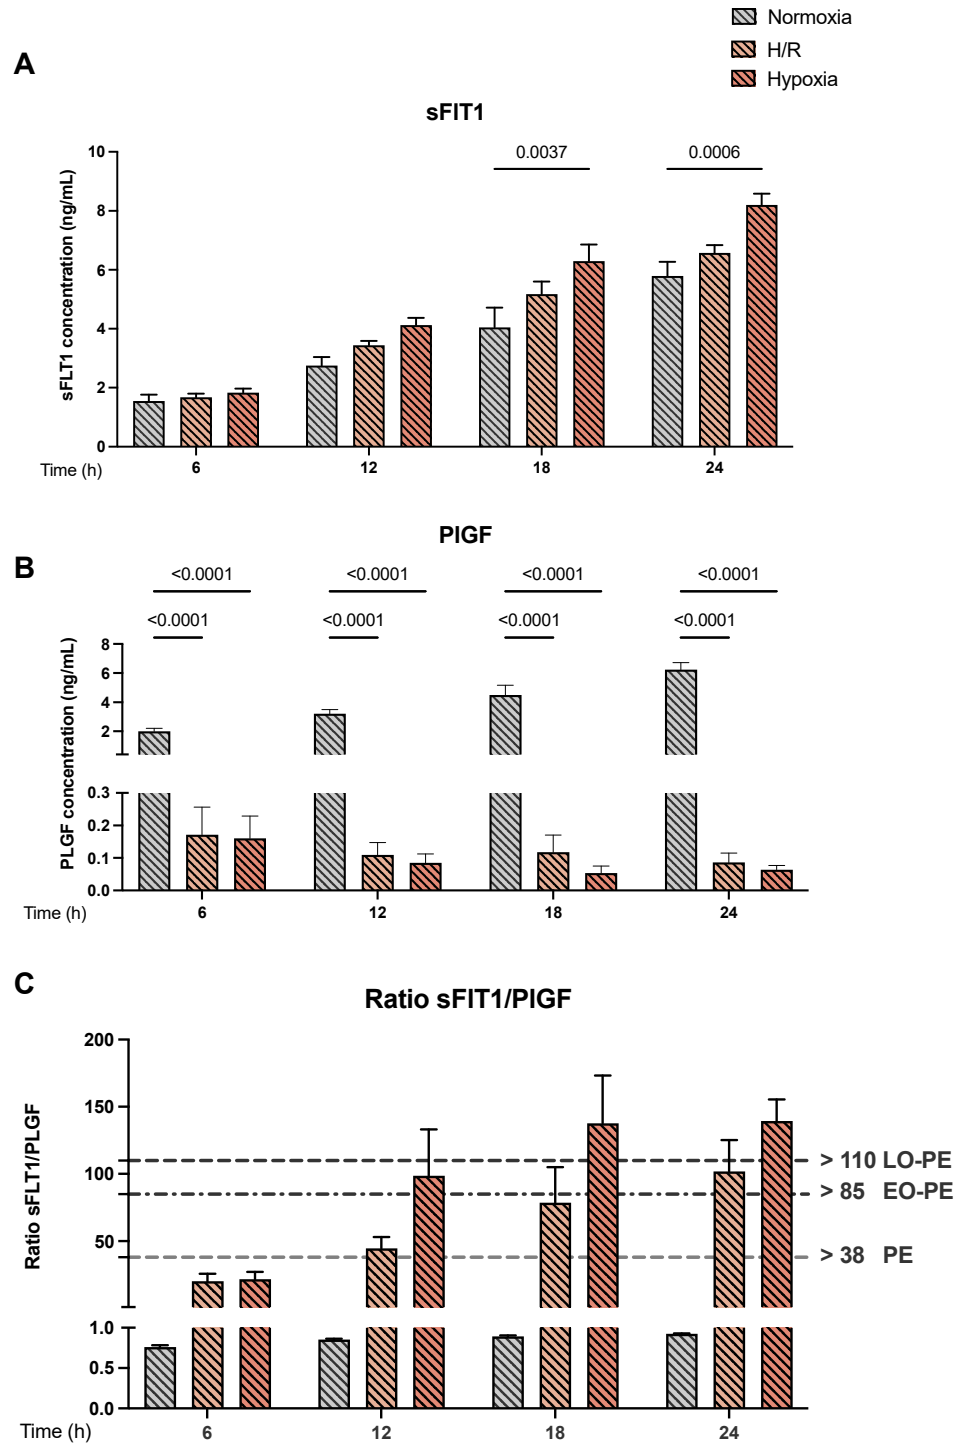 Normoxia
H/R
Hypoxia
A
sFlT1
sFLT1 concentration (ng/mL)
10
8
6
4
2
0
0.0037
0.0006
Time (h)
6
12
18
24
PlGF
B
<0.0001
<0.0001
<0.0001
<0.0001
<0.0001
<0.0001
<0.0001
<0.0001
PLGF concentration (ng/mL)
8
6
4
2
0.3
0.2
0.1
0.0
Time (h)
6
12
18
24
C
Ratio sFlT1/PlGF
Ratio sFLT1/PLGF
200
150
100
50
1.0
0.5
0.0
> 110 LO-PE
> 85 EO-PE
> 38 PE
Time (h)
6
12
18
24